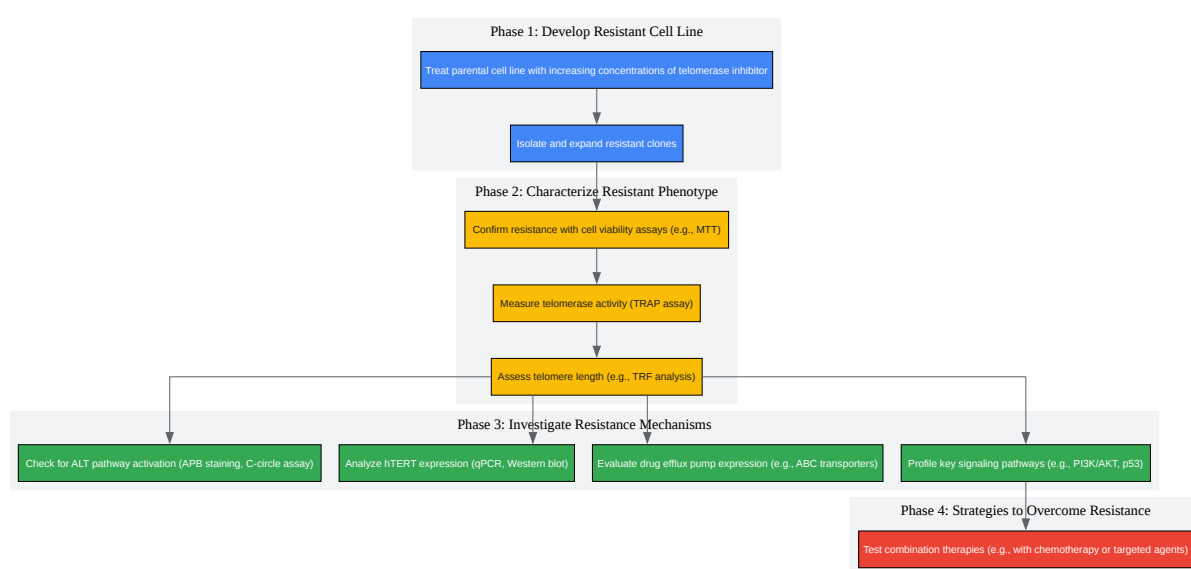 Phase 1: Develop Resistant Cell Line
Treat parental cell line with increasing concentrations of telomerase inhibitor
Isolate and expand resistant clones
Phase 2: Characterize Resistant Phenotype
Confirm resistance with cell viability assays (e.g., MTT)
Measure telomerase activity (TRAP assay)
Assess telomere length (e.g., TRF analysis)
Phase 3: Investigate Resistance Mechanisms
Check for ALT pathway activation (APB staining, C-circle assay)
Analyze hTERT expression (qPCR, Western blot)
Evaluate drug efflux pump expression (e.g., ABC transporters)
Profile key signaling pathways (e.g., PI3K/AKT, p53)
Phase 4: Strategies to Overcome Resistance
Test combination therapies (e.g., with chemotherapy or targeted agents)